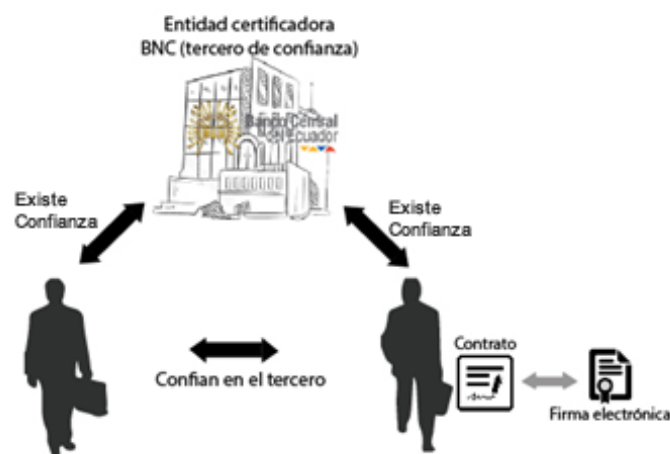 Entidad certificadora
BNC (tercero de confianza)
Banco Central
del Ecuador
Existe
Confianza
Existe
Confianza
Confian en el tercero
Contrato
Firma electrónica